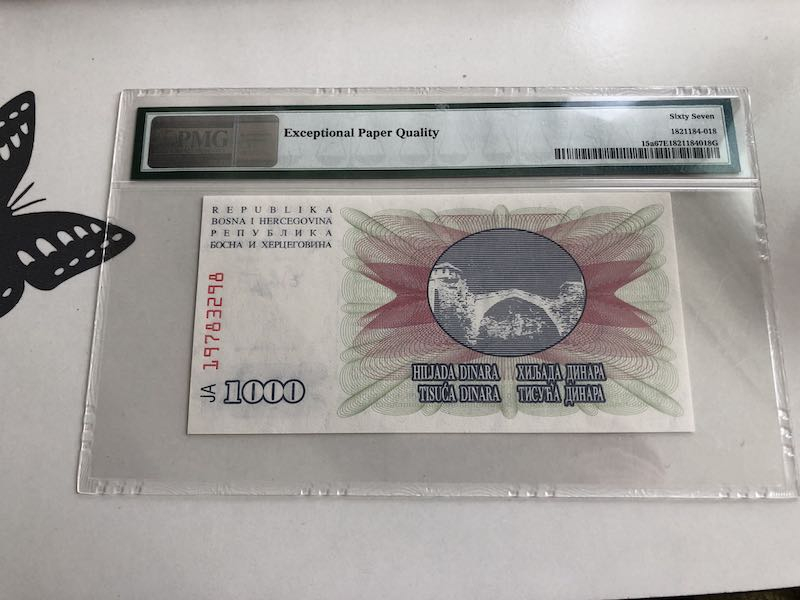 PMG
Exceptional Paper Quality
Sixty Seven
1821184-018
15a67E1821184018G
REPUBLIKA
BOSNA I HERCEGOVINA
РЕПУБЛИКА
БОСНА И ХЕРЦЕГОВИНА
19783298
JA 1000
HILJADA DINARA ХИЉАДА ДИНАРА
TISUĆA DINARA ТИСУЋА ДИНАРА